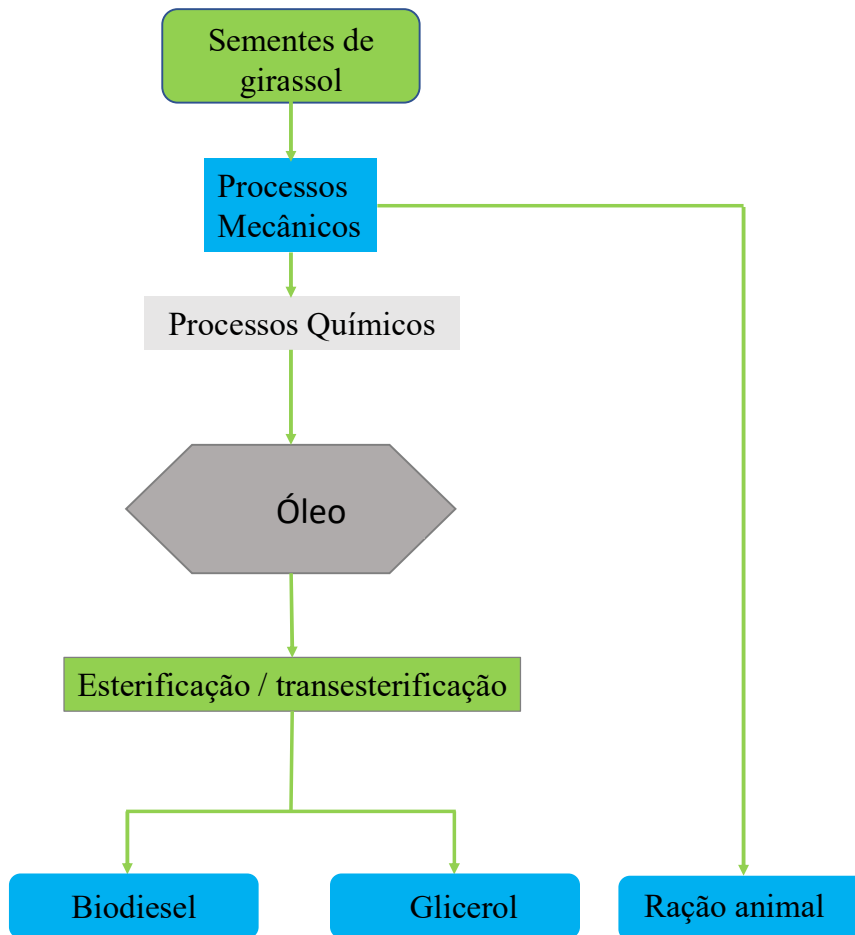 Sementes de
girassol
Processos
Mecânicos
Processos Químicos
Óleo
Esterificação / transesterificação
Biodiesel
Glicerol
Ração animal